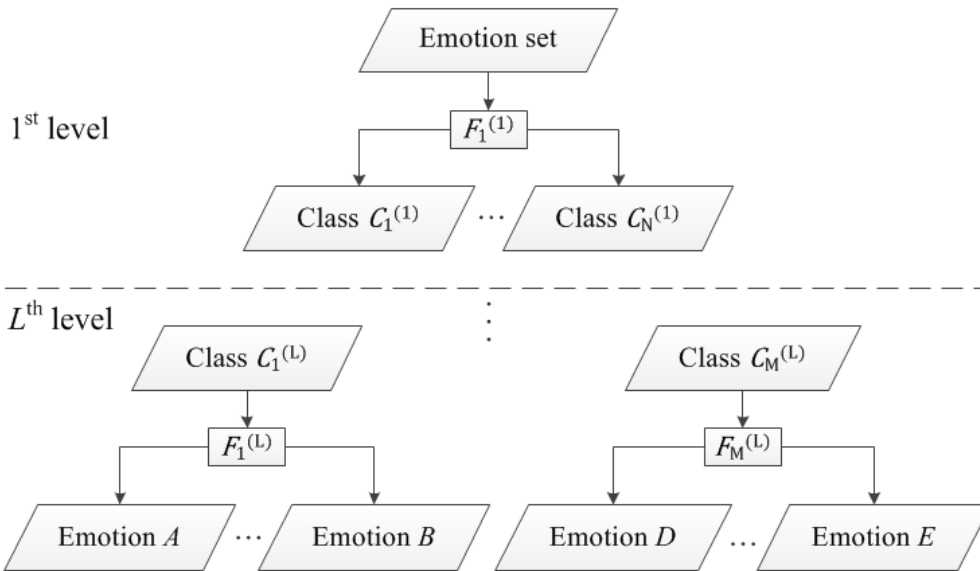 Emotion set
1st level
F1(1)
Class C1(1) ... Class CN(1)
Lth level
⋮
Class C1(L) Class CM(L)
F1(L) FM(L)
Emotion A ... Emotion B Emotion D ... Emotion E